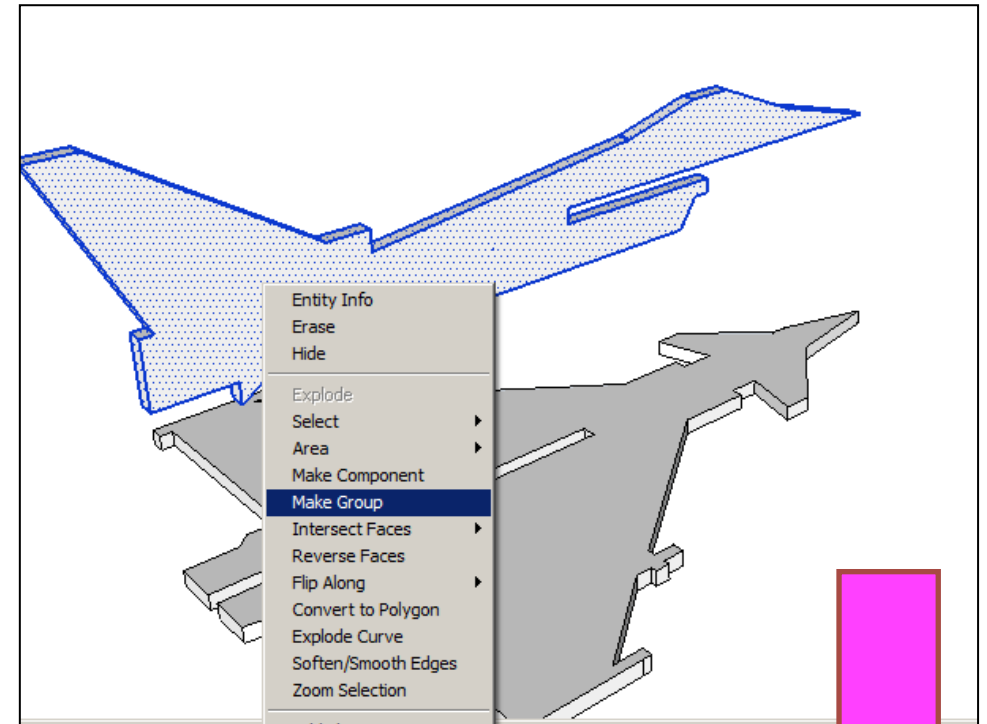 Entity Info
Erase
Hide
Explode
Select
Area
Make Component
Make Group
Intersect Faces
Reverse Faces
Flip Along
Convert to Polygon
Explode Curve
Soften/Smooth Edges
Zoom Selection